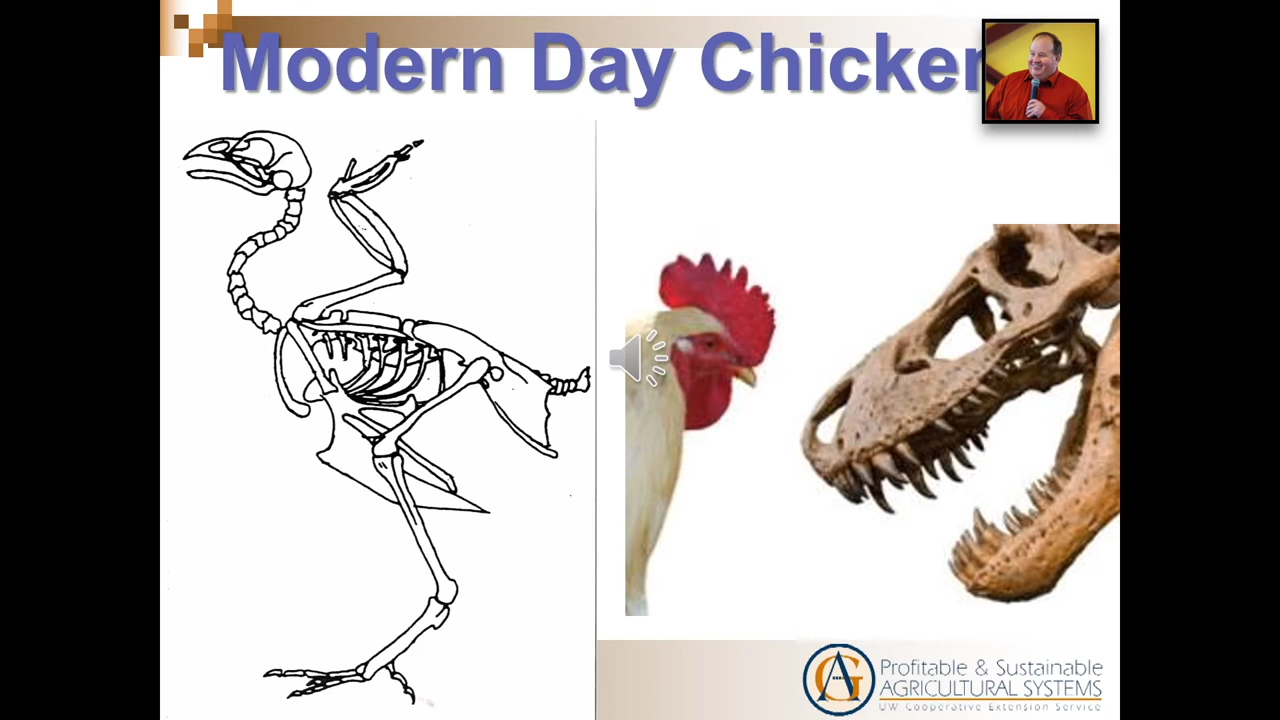 Modern Day Chicken
Profitable & Sustainable
AGRICULTURAL SYSTEMS
UW Cooperative Extension Service